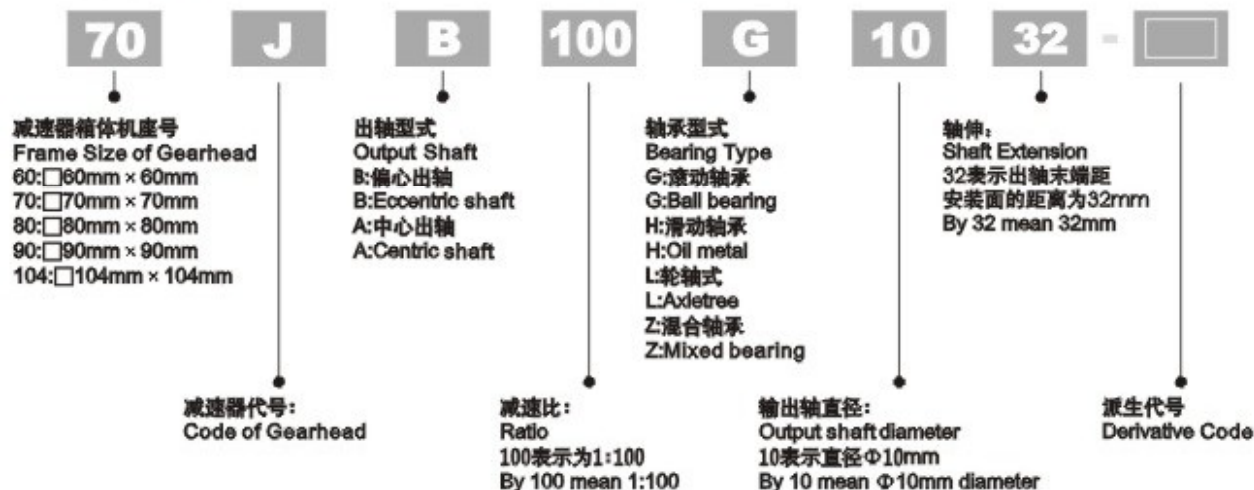 70 J B 100 G 10 32 -
减速器箱体机座号
Frame Size of Gearhead
60:□60mm × 60mm
70:□70mm × 70mm
80:□80mm × 80mm
90:□90mm × 90mm
104:□104mm × 104mm
出轴型式
Output Shaft
B:偏心出轴
B:Eccentric shaft
A:中心出轴
A:Centric shaft
轴承型式
Bearing Type
G:滚动轴承
G:Ball bearing
H:滑动轴承
H:Oil metal
L:轮轴式
L:Axletree
Z:混合轴承
Z:Mixed bearing
轴伸：
Shaft Extension
32表示出轴末端距
安装面的距离为32mm
By 32 mean 32mm
减速器代号：
Code of Gearhead
减速比：
Ratio
100表示为1:100
By 100 mean 1:100
输出轴直径：
Output shaft diameter
10表示直径Φ10mm
By 10 mean Φ10mm diameter
派生代号
Derivative Code